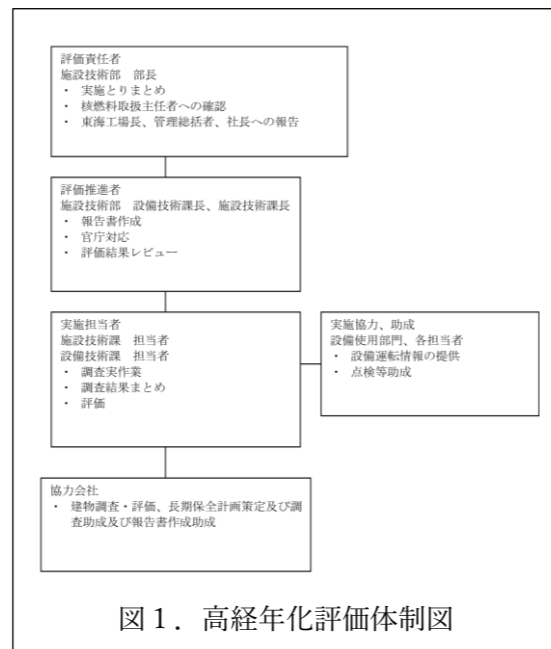 評価責任者
施設技術部　部長
・ 実施とりまとめ
・ 核燃料取扱主任者への確認
・ 東海工場長、管理総括者、社長への報告
評価推進者
施設技術部　設備技術課長、施設技術課長
・ 報告書作成
・ 官庁対応
・ 評価結果レビュー
実施担当者
施設技術課　担当者
設備技術課　担当者
・ 調査実作業
・ 調査結果まとめ
・ 評価
実施協力、助成
設備使用部門、各担当者
・ 設備運転情報の提供
・ 点検等助成
協力会社
・ 建物調査・評価、長期保全計画策定及び調
査助成及び報告書作成助成
図１．高経年化評価体制図